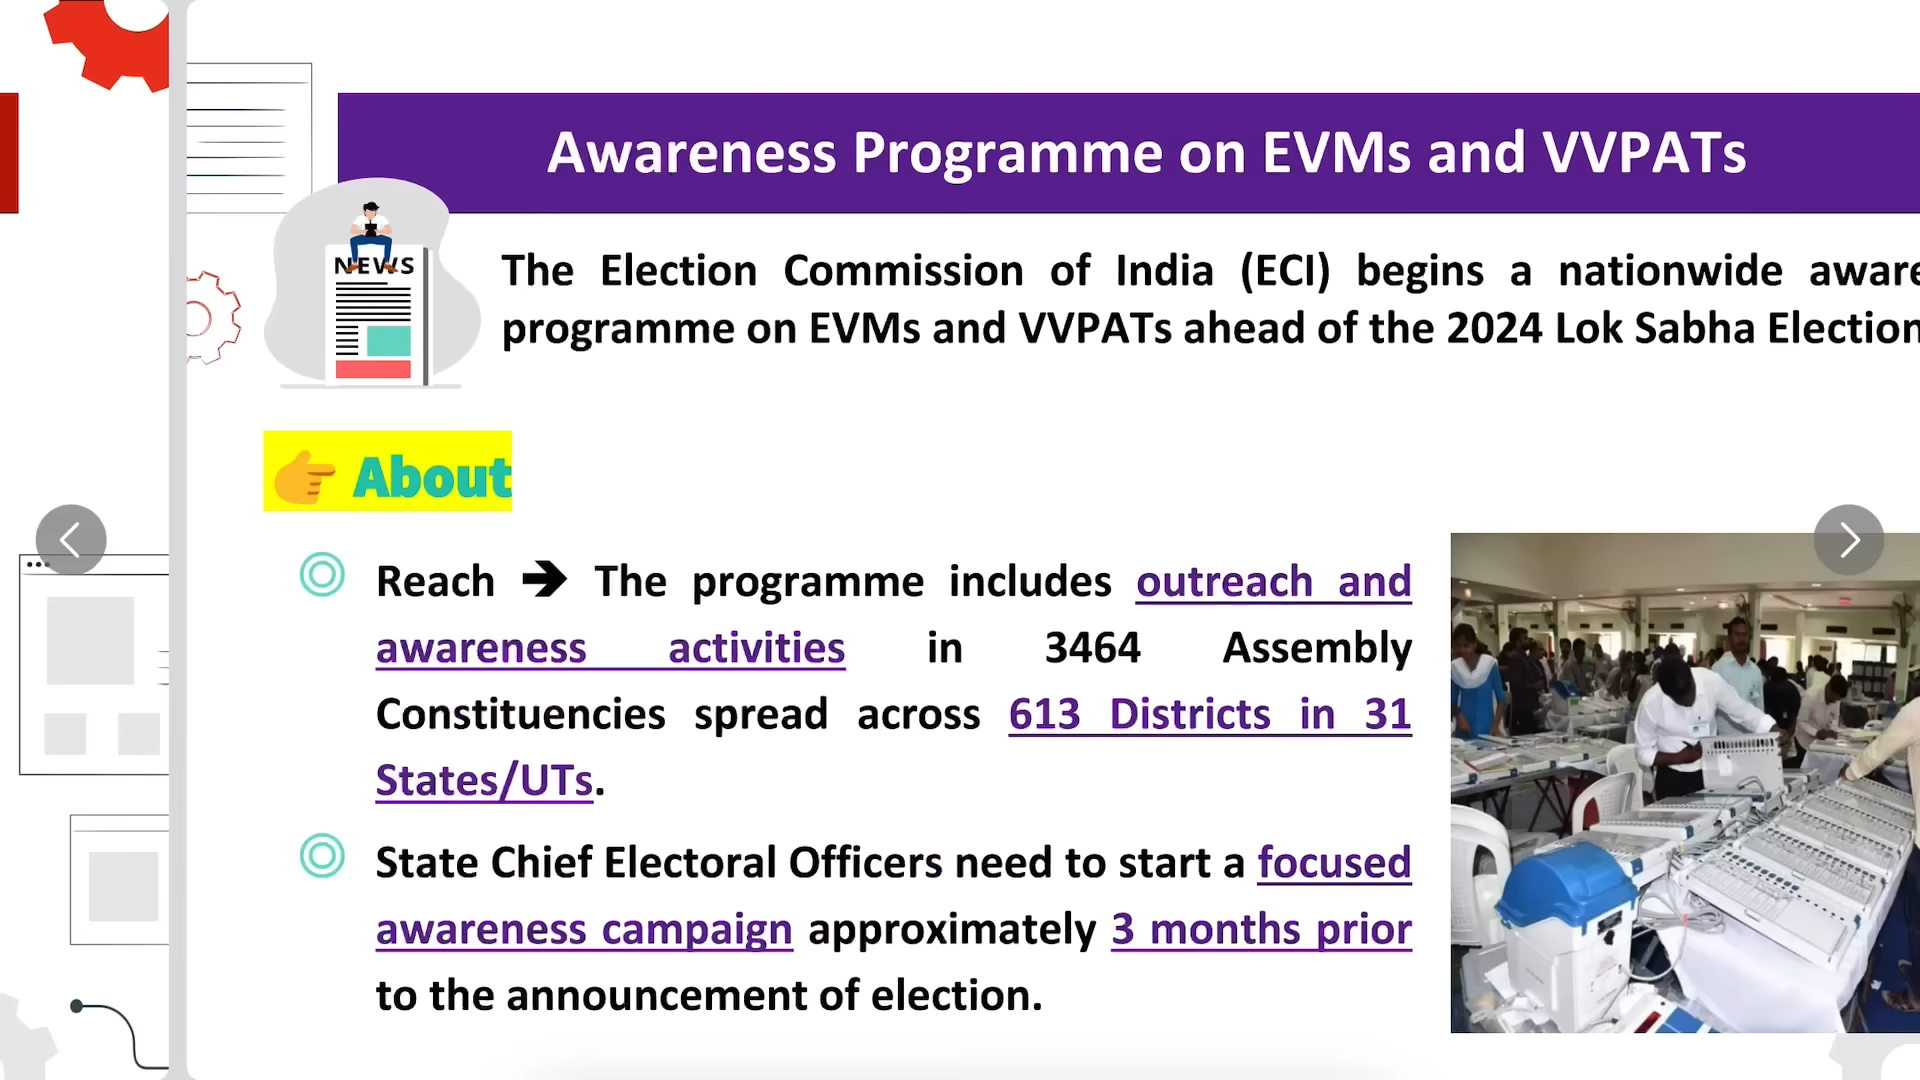 Awareness Programme on EVMs and VVPATs
NEWS
The Election Commission of India (ECI) begins a nationwide
programme on EVMs and VVPATs ahead of the 2024 Lok Sabha Election
About
Reach ➔ The programme includes outreach and
awareness activities in 3464 Assembly
Constituencies spread across 613 Districts in 31
States/UTs.
State Chief Electoral Officers need to start a focused
awareness campaign approximately 3 months prior
to the announcement of election.